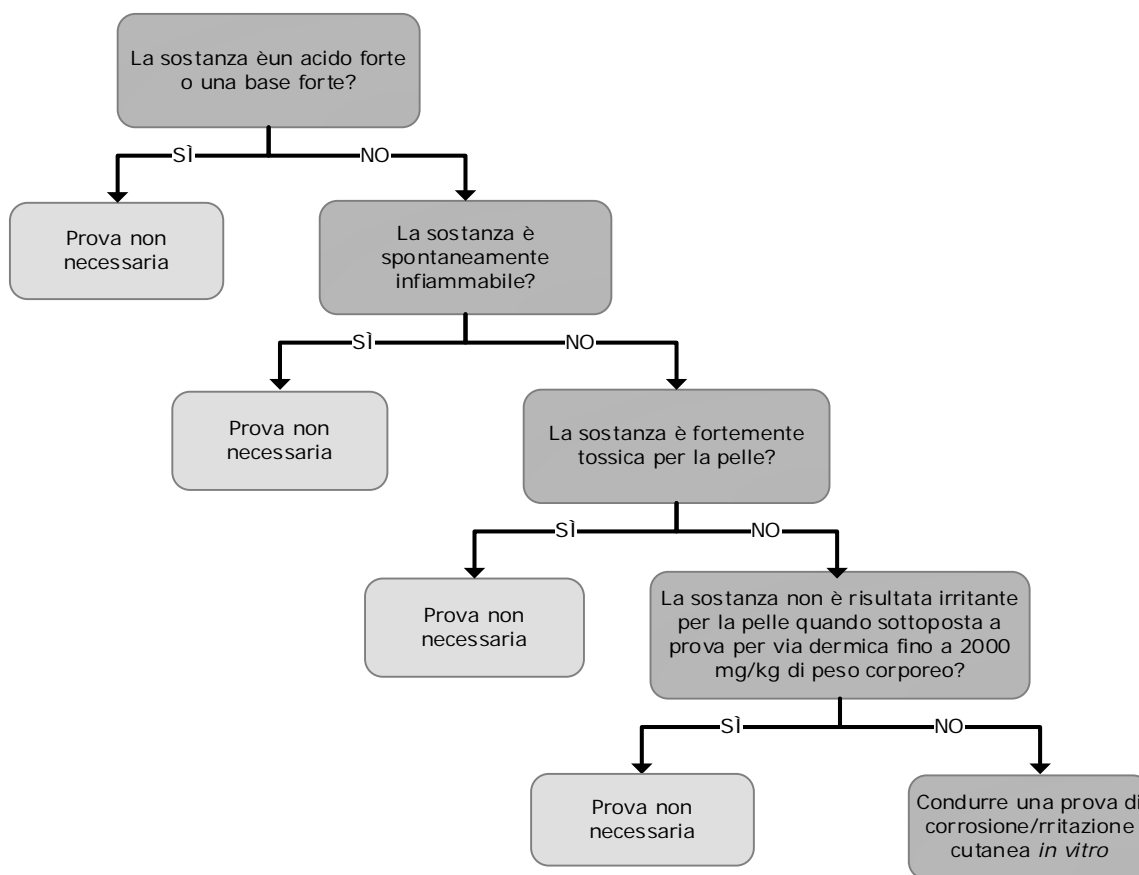 La sostanza èun acido forte
o una base forte?
SÌ
NO
Prova non
necessaria
La sostanza è
spontaneamente
infiammabile?
SÌ
NO
Prova non
necessaria
La sostanza è fortemente
tossica per la pelle?
SÌ
NO
Prova non
necessaria
La sostanza non è risultata irritante
per la pelle quando sottoposta a
prova per via dermica fino a 2000
mg/kg di peso corporeo?
SÌ
NO
Prova non
necessaria
Condurre una prova di
corrosione/rritazione
cutanea in vitro